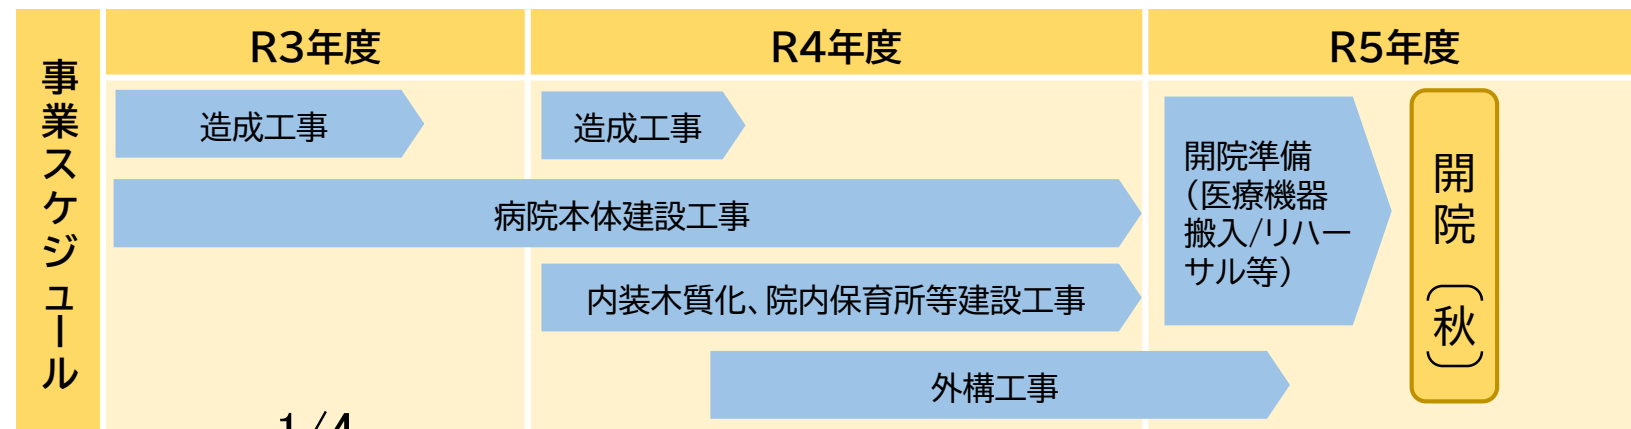 事業スケジュール
R3年度
R4年度
R5年度
造成工事
造成工事
病院本体建設工事
内装木質化、院内保育所等建設工事
外構工事
開院準備
（医療機器
搬入/リハー
サル等）
開院（秋）
1/4